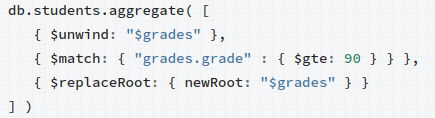 db.students.aggregate( [
{ $unwind: "$grades" },
{ $match: { "grades.grade" : { $gte: 90 } } },
{ $replaceRoot: { newRoot: "$grades" } }
] )